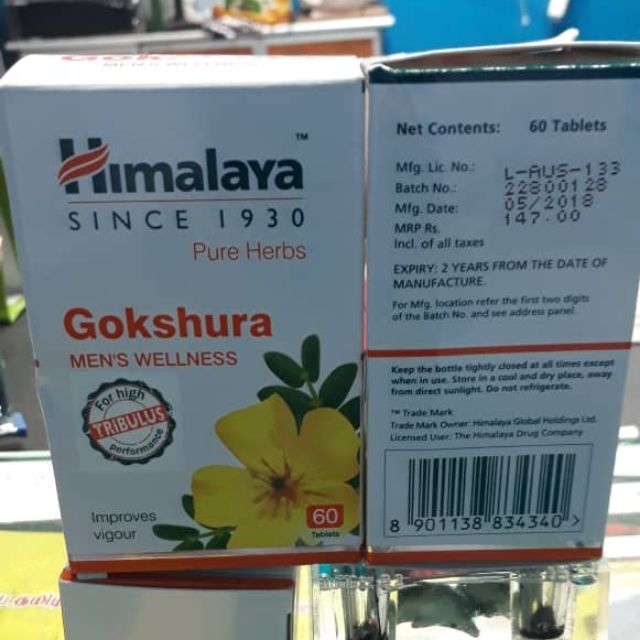 MEN'S WELLNESS
Himalaya™
SINCE 1930
Pure Herbs
Gokshura
MEN'S WELLNESS
For high
TRIBULUS
performance
Improves
vigour
60
Tablets
Net Contents: 60 Tablets
Mfg. Lic. No.: L-AUS-133
Batch No.: 22800128
Mfg. Date: 05/2018
MRP Rs. 147.00
Incl. of all taxes
EXPIRY: 2 YEARS FROM THE DATE OF
MANUFACTURE.
For Mfg. location refer the first two digits
of the Batch No. and see address panel.
Keep the bottle tightly closed at all times except
when in use. Store in a cool and dry place, away
from direct sunlight. Do not refrigerate.
™ Trade Mark
Trade Mark Owner: Himalaya Global Holdings Ltd.
Licensed User: The Himalaya Drug Company
8 901138 834340 >